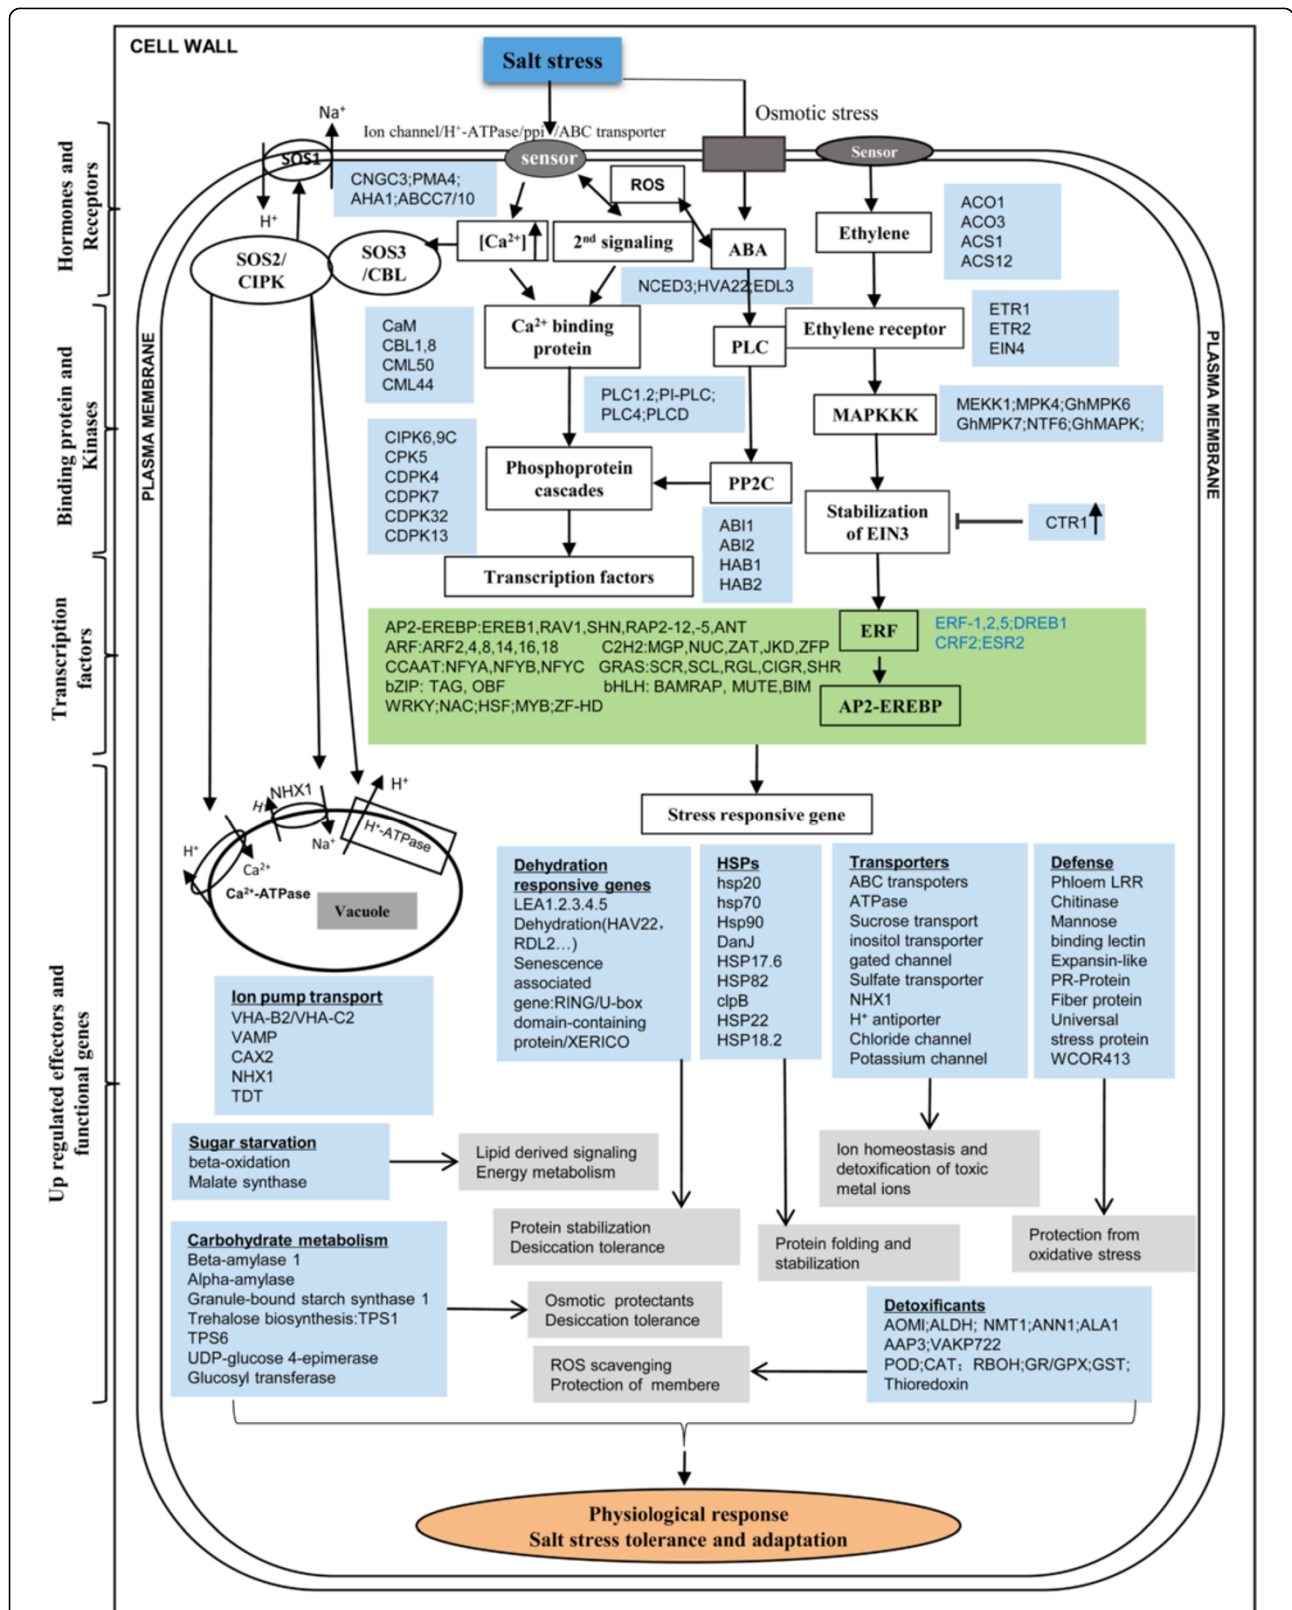 CELL WALL
Salt stress
Osmotic stress
Na+
Ion channel/H+-ATPase/ppi /ABC transporter
SOS1
sensor
Sensor
H+
CNGC3;PMA4;
AHA1;ABCC7/10
ROS
ACO1
ACO3
ACS1
ACS12
Hormones and
Receptors
SOS2/
CIPK
SOS3
/CBL
[Ca2+]
2nd signaling
ABA
Ethylene
NCED3;HVA22;EDL3
PLASMA MEMBRANE
PLASMA MEMBRANE
Binding protein and
Kinases
CaM
CBL1,8
CML50
CML44
Ca2+ binding
protein
PLC
Ethylene receptor
ETR1
ETR2
EIN4
PLC1.2;PI-PLC;
PLC4;PLCD
MAPKKK
MEKK1;MPK4;GhMPK6
GhMPK7;NTF6;GhMAPK;
CIPK6,9C
CPK5
CDPK4
CDPK7
CDPK32
CDPK13
Phosphoprotein
cascades
PP2C
Stabilization
of EIN3
CTR1
ABI1
ABI2
HAB1
HAB2
Transcription factors
Transcription
factors
AP2-EREBP:EREB1,RAV1,SHN,RAP2-12,-5,ANT
ARF:ARF2,4,8,14,16,18 C2H2:MGP,NUC,ZAT,JKD,ZFP
CCAAT:NFYA,NFYB,NFYC GRAS:SCR,SCL,RGL,CIGR,SHR
bZIP: TAG, OBF bHLH: BAMRAP, MUTE,BIM
WRKY;NAC;HSF;MYB;ZF-HD
ERF
ERF-1,2,5;DREB1
CRF2;ESR2
AP2-EREBP
Stress responsive gene
Up regulated effectors and
functional genes
NHX1
H+
H+
H+-ATPase
Na+
H+
Ca2+
Ca2+-ATPase
Vacuole
Ion pump transport
VHA-B2/VHA-C2
VAMP
CAX2
NHX1
TDT
Dehydration
responsive genes
LEA1.2.3.4.5
Dehydration(HAV22，
RDL2…)
Senescence
associated
gene:RING/U-box
domain-containing
protein/XERICO
HSPs
hsp20
hsp70
Hsp90
DanJ
HSP17.6
HSP82
clpB
HSP22
HSP18.2
Transporters
ABC transpoters
ATPase
Sucrose transport
inositol transporter
gated channel
Sulfate transporter
NHX1
H+ antiporter
Chloride channel
Potassium channel
Defense
Phloem LRR
Chitinase
Mannose
binding lectin
Expansin-like
PR-Protein
Fiber protein
Universal
stress protein
WCOR413
Sugar starvation
beta-oxidation
Malate synthase
Lipid derived signaling
Energy metabolism
Ion homeostasis and
detoxification of toxic
metal ions
Protein stabilization
Desiccation tolerance
Protein folding and
stabilization
Protection from
oxidative stress
Carbohydrate metabolism
Beta-amylase 1
Alpha-amylase
Granule-bound starch synthase 1
Trehalose biosynthesis:TPS1
TPS6
UDP-glucose 4-epimerase
Glucosyl transferase
Osmotic protectants
Desiccation tolerance
ROS scavenging
Protection of membere
Detoxificants
AOMI;ALDH; NMT1;ANN1;ALA1
AAP3;VAKP722
POD;CAT：RBOH;GR/GPX;GST;
Thioredoxin
Physiological response
Salt stress tolerance and adaptation